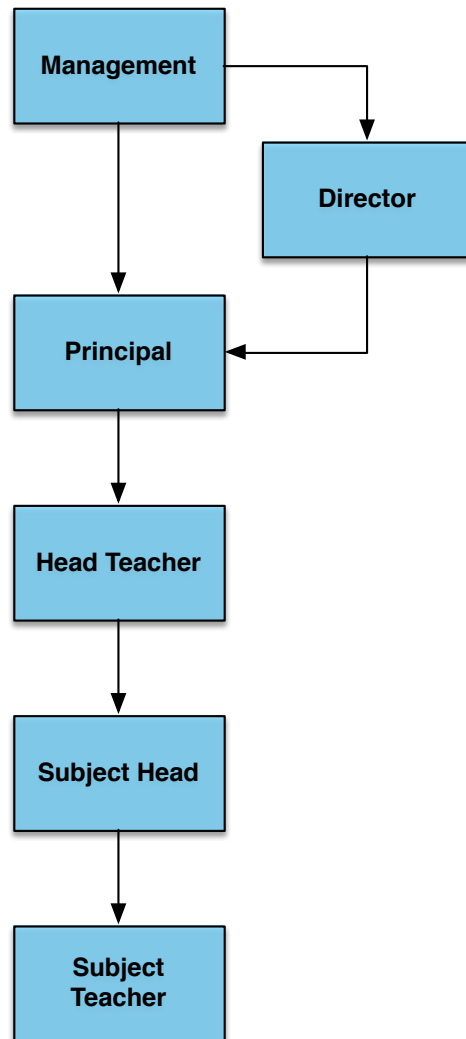 Management
Director
Principal
Head Teacher
Subject Head
Subject
Teacher